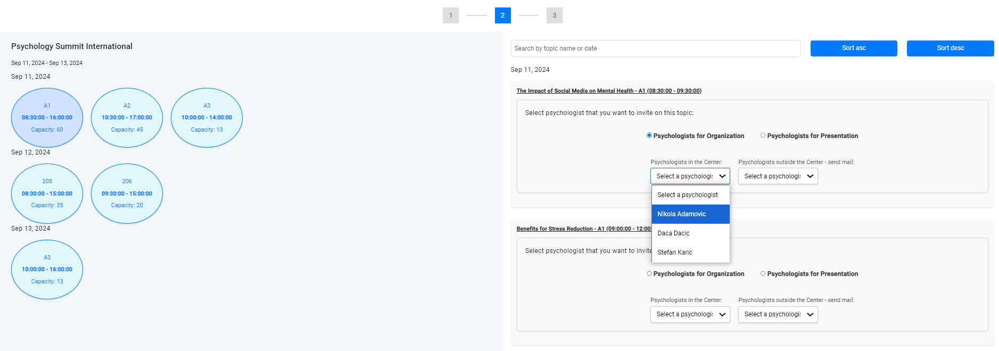 1
2
3
Psychology Summit International
Sep 11, 2024 - Sep 13, 2024
Sep 11, 2024
A1
08:30:00 - 16:00:00
Capacity: 60
A2
10:30:00 - 17:00:00
Capacity: 45
A3
10:00:00 - 14:00:00
Capacity: 13
Sep 12, 2024
205
08:30:00 - 15:00:00
Capacity: 35
206
09:30:00 - 15:00:00
Capacity: 20
Sep 13, 2024
A3
10:00:00 - 16:00:00
Capacity: 13
Search by topic name or date
Sort asc
Sort desc
Sep 11, 2024
The Impact of Social Media on Mental Health - A1 (08:30:00 - 09:30:00)
Select psychologist that you want to invite on this topic:
Psychologists for Organization
Psychologists for Presentation
Psychologists in the Center:
Psychologists outside the Center - send mail:
Select a psychologi
Select a psychologi
Select a psychologist
Nikola Adamovic
Daca Dacic
Stefan Karic
Benefits for Stress Reduction - A1 (09:00:00 - 12:00:
Select psychologist that you want to invite
Psychologists for Organization
Psychologists for Presentation
Psychologists in the Center:
Psychologists outside the Center - send mail:
Select a psychologi
Select a psychologi